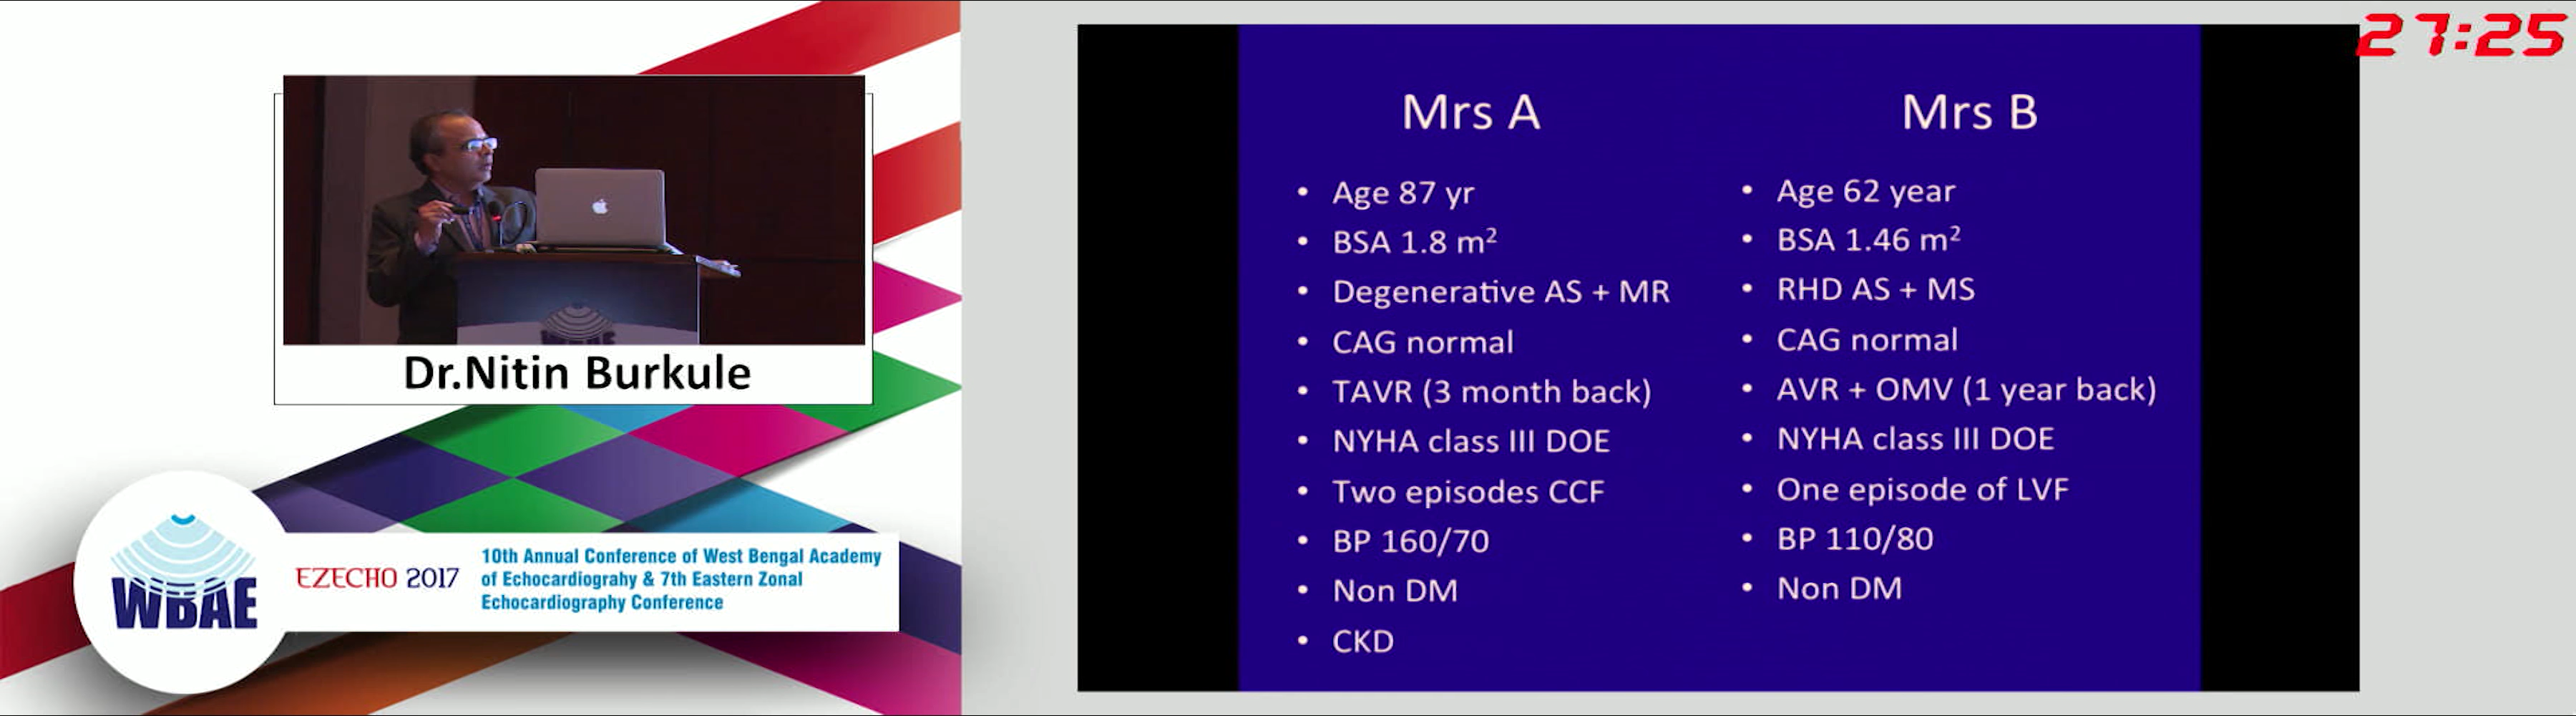 27:25
Dr.Nitin Burkule
WBAE
EZECHO 2017
10th Annual Conference of West Bengal Academy
of Echocardiograhy & 7th Eastern Zonal
Echocardiography Conference
Mrs A
• Age 87 yr
• BSA 1.8 m²
• Degenerative AS + MR
• CAG normal
• TAVR (3 month back)
• NYHA class III DOE
• Two episodes CCF
• BP 160/70
• Non DM
• CKD
Mrs B
• Age 62 year
• BSA 1.46 m²
• RHD AS + MS
• CAG normal
• AVR + OMV (1 year back)
• NYHA class III DOE
• One episode of LVF
• BP 110/80
• Non DM